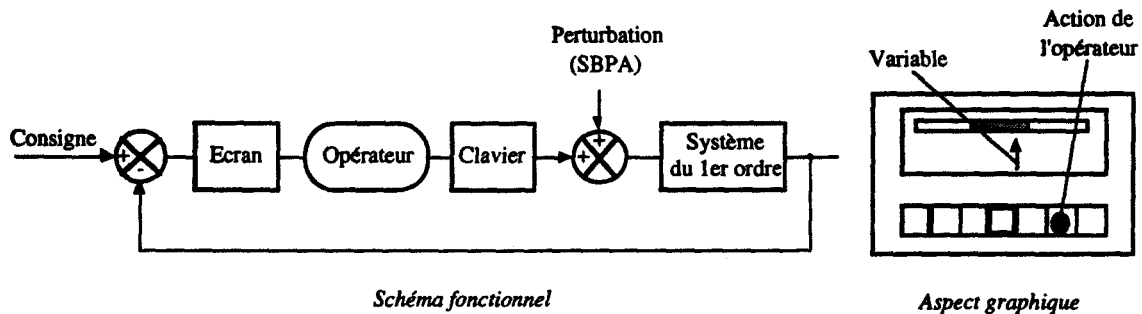 Perturbation
(SBPA)
Action de
l'opérateur
Variable
Consigne
Ecran
Opérateur
Clavier
Système
du 1er ordre
+
-
+
+
Schéma fonctionnel
Aspect graphique